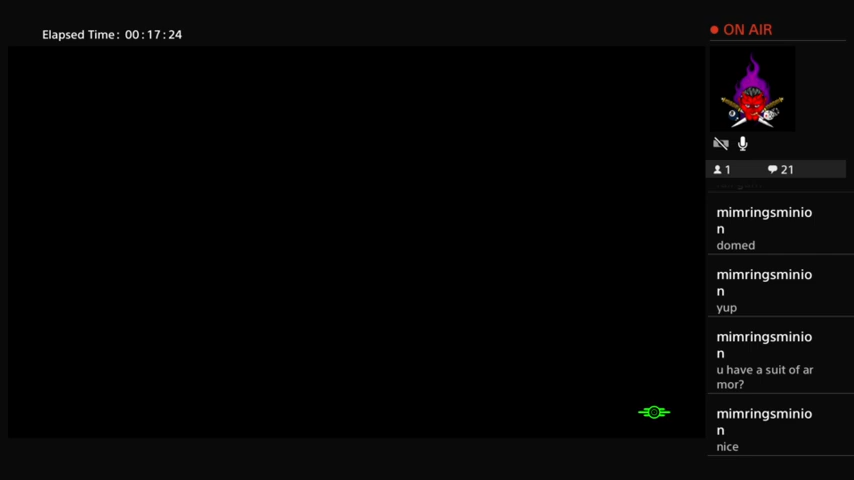 Elapsed Time: 00:17:24
ON AIR
1
21
mimringsminio
n
domed
mimringsminio
n
yup
mimringsminio
n
u have a suit of ar
mor?
mimringsminio
n
nice